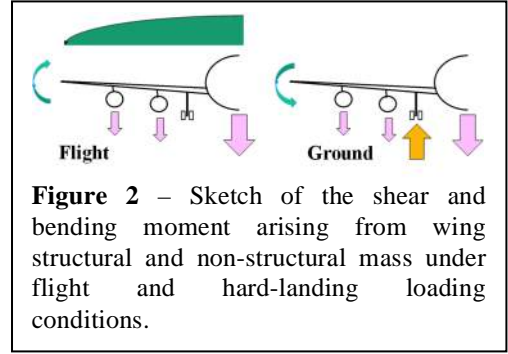 Flight
Ground
Figure 2 – Sketch of the shear and
bending moment arising from wing
structural and non-structural mass under
flight and hard-landing loading
conditions.